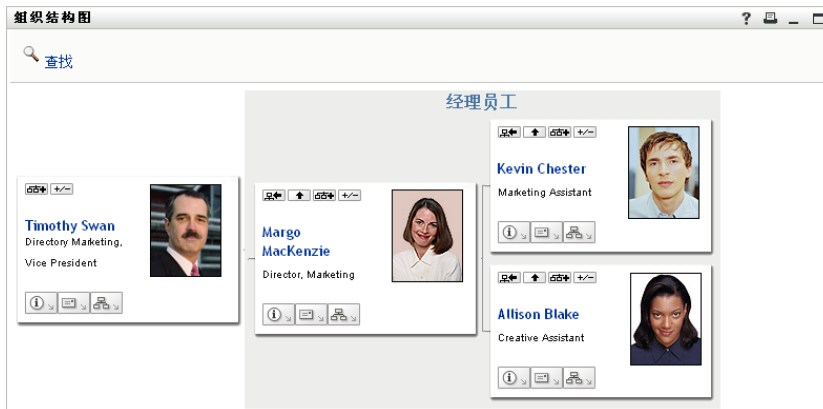 组织结构图
查找
经理员工
Timothy Swan
Directory Marketing,
Vice President
Margo
MacKenzie
Director, Marketing
Kevin Chester
Marketing Assistant
Allison Blake
Creative Assistant